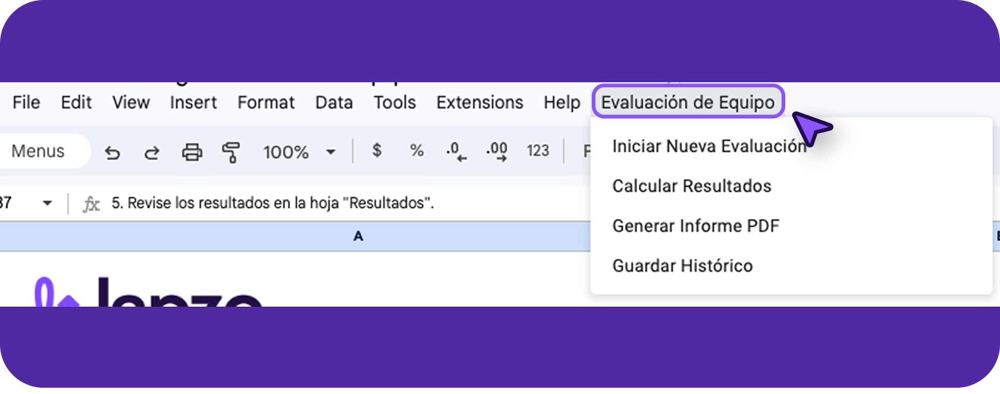 File Edit View Insert Format Data Tools Extensions Help Evaluación de Equipo
Menus 100% $ % .0 .00 123
Iniciar Nueva Evaluación
Calcular Resultados
37 fx 5. Revise los resultados en la hoja "Resultados".
Generar Informe PDF
A
Guardar Histórico